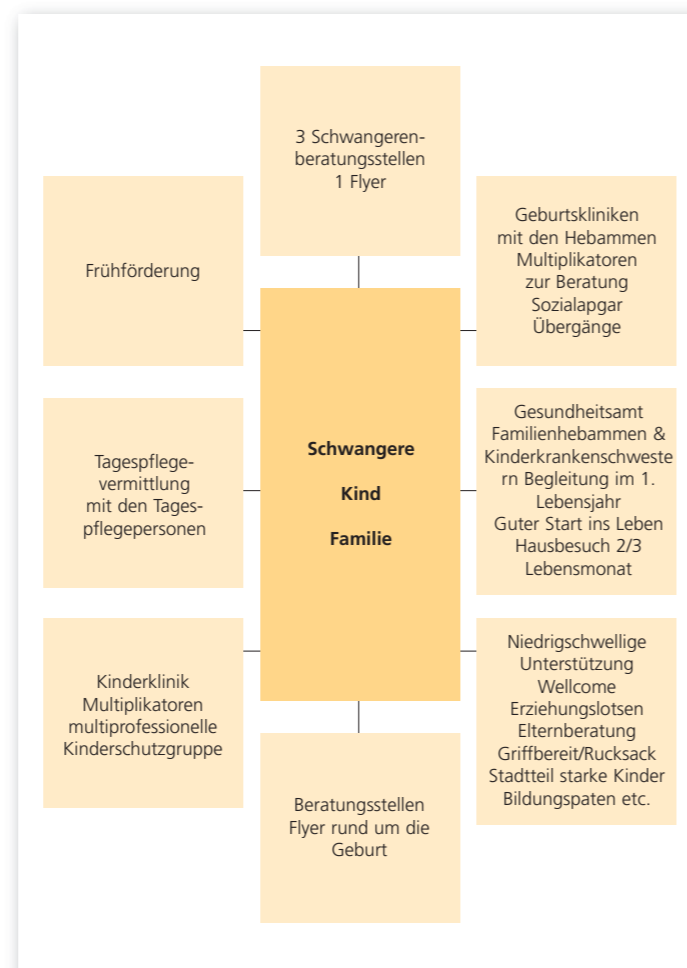 3 Schwangeren-
beratungsstellen
1 Flyer
Frühförderung
Geburtskliniken
mit den Hebammen
Multiplikatoren
zur Beratung
Sozialapgar
Übergänge
Schwangere
Kind
Familie
Tagespflege-
vermittlung
mit den Tages-
pflegepersonen
Gesundheitsamt
Familienhebammen &
Kinderkrankenschweste
rn Begleitung im 1.
Lebensjahr
Guter Start ins Leben
Hausbesuch 2/3
Lebensmonat
Kinderklinik
Multiplikatoren
multiprofessionelle
Kinderschutzgruppe
Niedrigschwellige
Unterstützung
Wellcome
Erziehungslotsen
Elternberatung
Griffbereit/Rucksack
Stadtteil starke Kinder
Bildungspaten etc.
Beratungsstellen
Flyer rund um die
Geburt